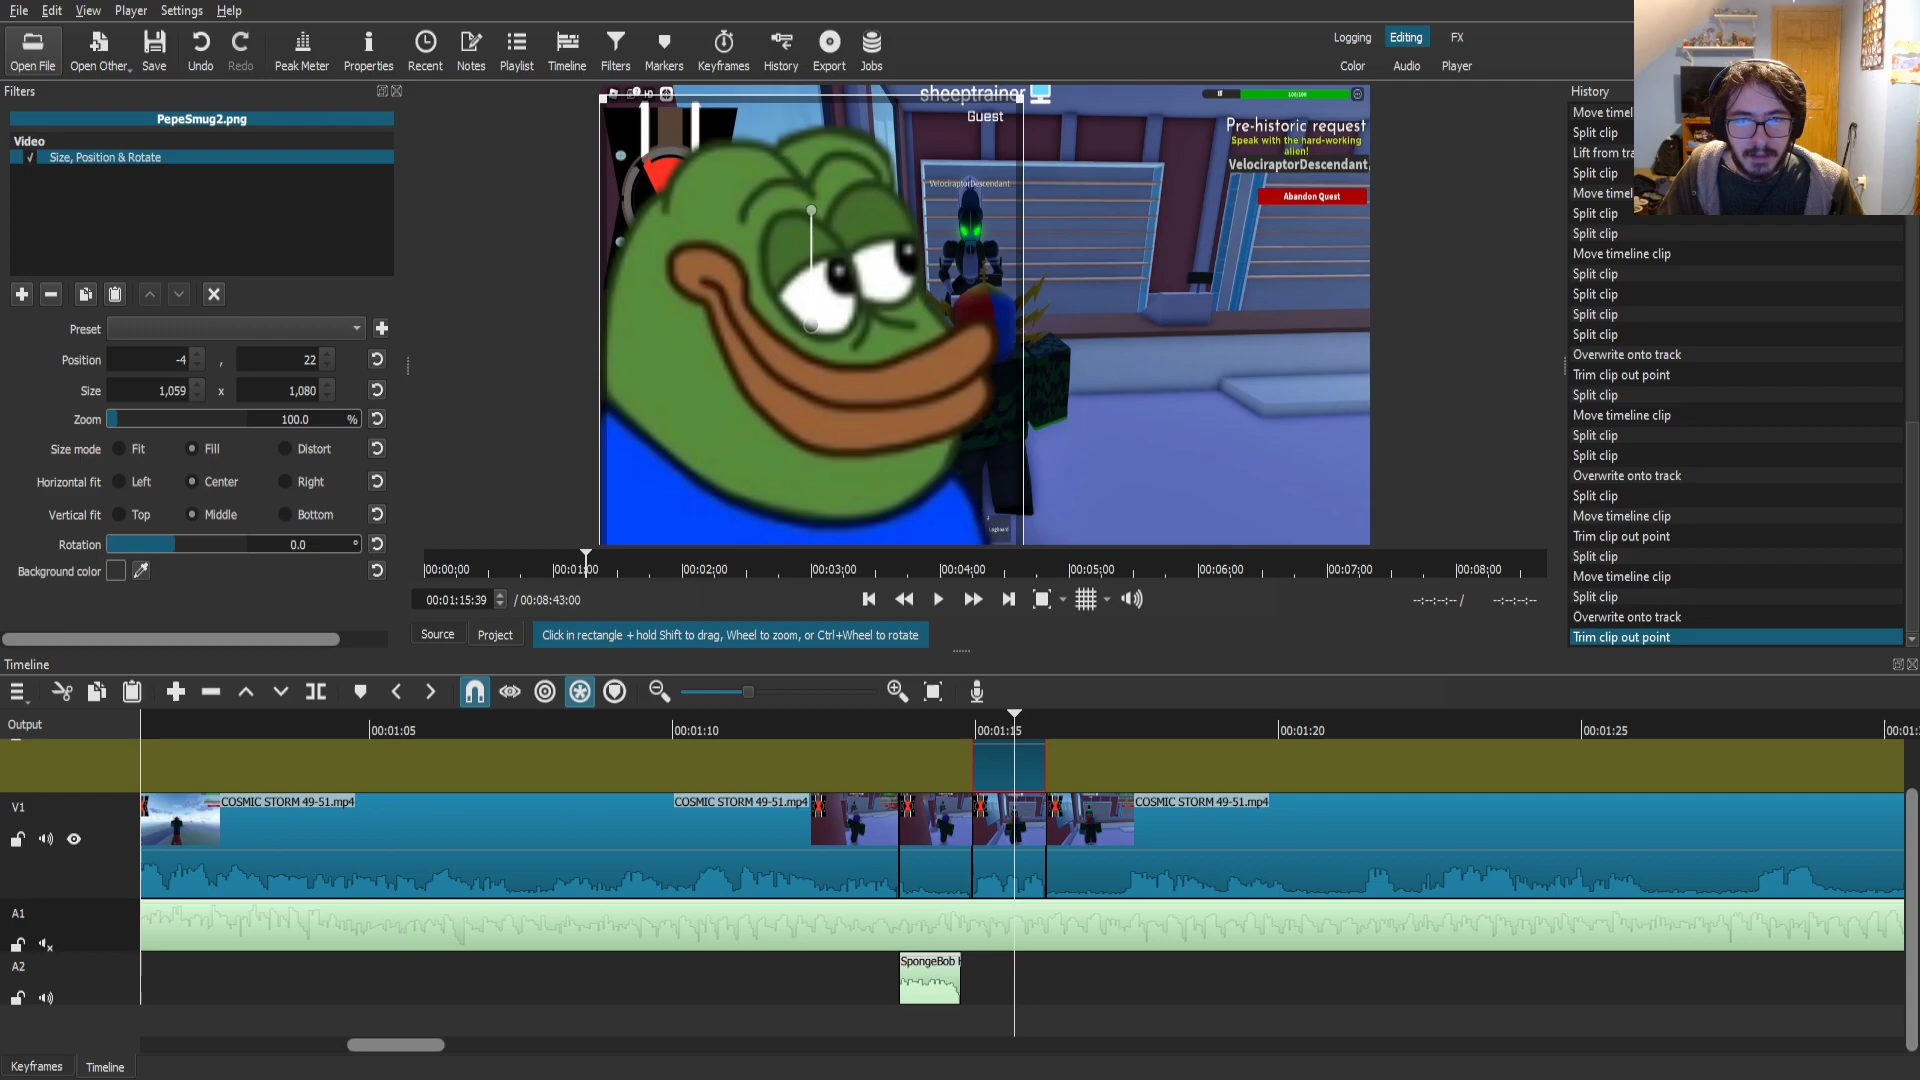 File Edit View Player Settings Help
Open File Open Other... Save Undo Redo Peak Meter Properties Recent Notes Playlist Timeline Filters Markers Keyframes History Export Jobs
Logging Editing FX
Color Audio Player
Filters
PepeSmug2.png
Video
✓ Size, Position & Rotate
Preset
Position -4 , 22
Size 1,059 x 1,080
Zoom 100.0 %
Size mode Fit Fill Distort
Horizontal fit Left Center Right
Vertical fit Top Middle Bottom
Rotation 0.0 °
Background color
HD
sheeptrainer
Guest
VelociraptorDescendant
100/100
Pre-historic request
Speak with the hard-working
alien!
VelociraptorDescendant
Abandon Quest
00:00:00 00:01:00 00:02:00 00:03:00 00:04:00 00:05:00 00:06:00 00:07:00 00:08:00
00:01:15:39 / 00:08:43:00
--:--:--:-- / --:--:--:--
Source Project Click in rectangle + hold Shift to drag, Wheel to zoom, or Ctrl+Wheel to rotate
History
Move timel
Split clip
Lift from tra
Split clip
Move timel
Split clip
Split clip
Move timeline clip
Split clip
Split clip
Split clip
Split clip
Overwrite onto track
Trim clip out point
Split clip
Move timeline clip
Split clip
Split clip
Overwrite onto track
Split clip
Move timeline clip
Trim clip out point
Split clip
Move timeline clip
Split clip
Overwrite onto track
Trim clip out point
Timeline
Output
00:01:05 00:01:10 00:01:15 00:01:20 00:01:25 00:01:
V1
COSMIC STORM 49-51.mp4 COSMIC STORM 49-51.mp4 COSMIC STORM 49-51.mp4
A1
A2
SpongeBob
Keyframes Timeline